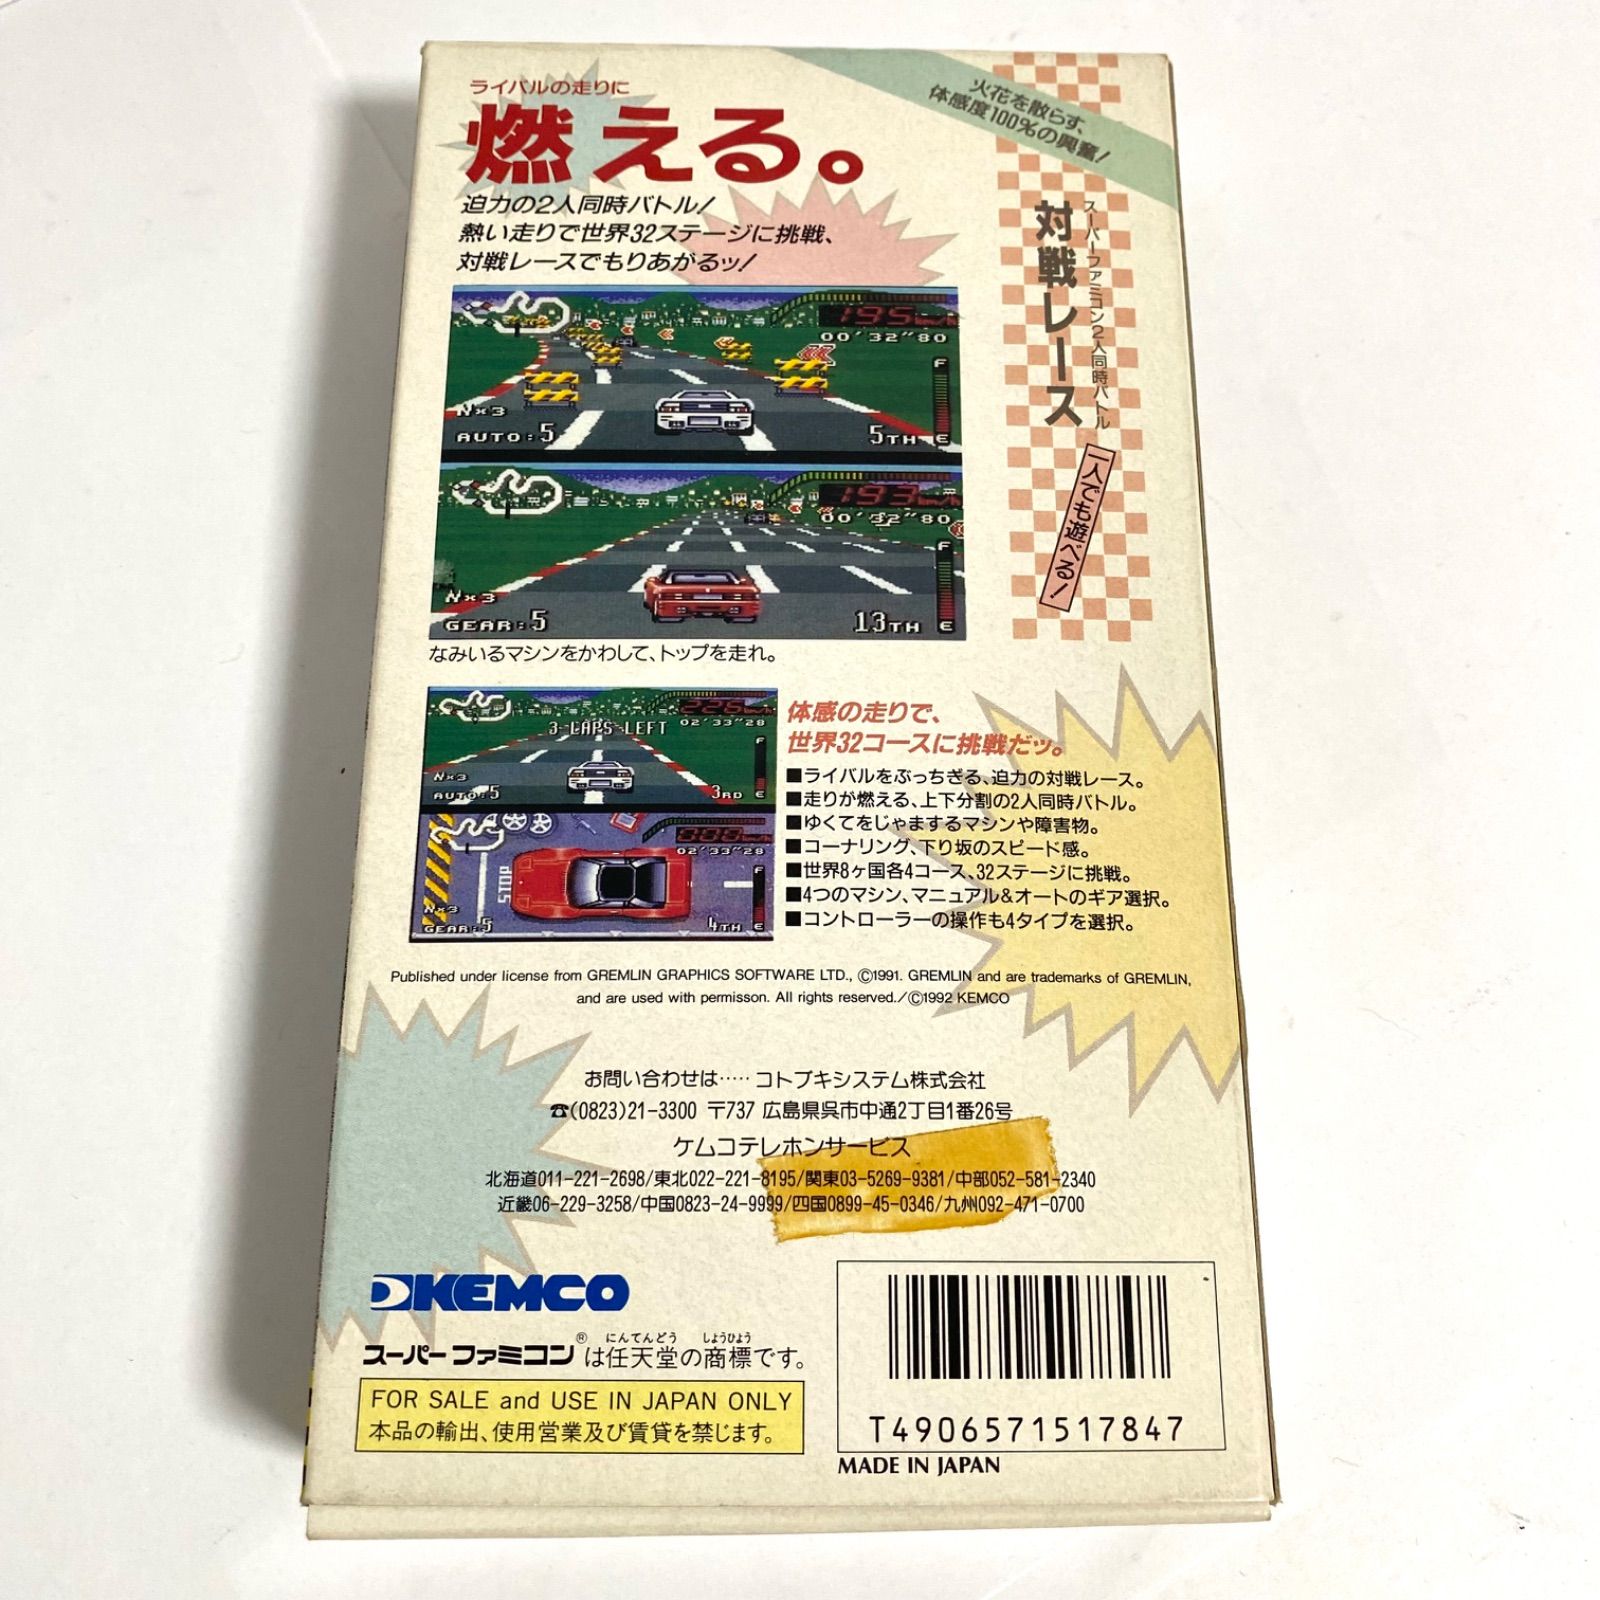 ライバルの走りに
燃える。
迫力の2人同時バトル!
熱い走りで世界32ステージに挑戦、
対戦レースでもりあがるッ!
火花を散らす、
体感度100%の興奮!
スーパーファミコン2人同時バトル
対戦レース
一人でも遊べる!
195km/h
00'32"80
F
N×3
AUTO:5
5TH E
193km/h
00'32"80
F
N×3
GEAR:5
13TH E
なみいるマシンをかわして、トップを走れ。
226km/h
02'33"28
3 LAPS LEFT
F
N×3
AUTO:5
3RD E
000km/h
02'33"28
STOP
F
N×3
GEAR:5
4TH E
体感の走りで、
世界32コースに挑戦だッ。
■ライバルをぶっちぎる、迫力の対戦レース。
■走りが燃える、上下分割の2人同時バトル。
■ゆくてをじゃまするマシンや障害物。
■コーナリング、下り坂のスピード感。
■世界8ヶ国各4コース、32ステージに挑戦。
■4つのマシン、マニュアル&オートのギア選択。
■コントローラーの操作も4タイプを選択。
Published under license from GREMLIN GRAPHICS SOFTWARE LTD., ©1991. GREMLIN and are trademarks of GREMLIN,
and are used with permisson. All rights reserved./©1992 KEMCO
お問い合わせは……コトブキシステム株式会社
☎(0823)21-3300 〒737 広島県呉市中通2丁目1番26号
ケムコテレホンサービス
北海道011-221-2698/東北022-221-8195/関東03-5269-9381/中部052-581-2340
近畿06-229-3258/中国0823-24-9999/四国0899-45-0346/九州092-471-0700
KEMCO
にんてんどう しょうひょう
スーパーファミコン®は任天堂の商標です。
FOR SALE and USE IN JAPAN ONLY
本品の輸出、使用営業及び賃貸を禁じます。
T4906571517847
MADE IN JAPAN